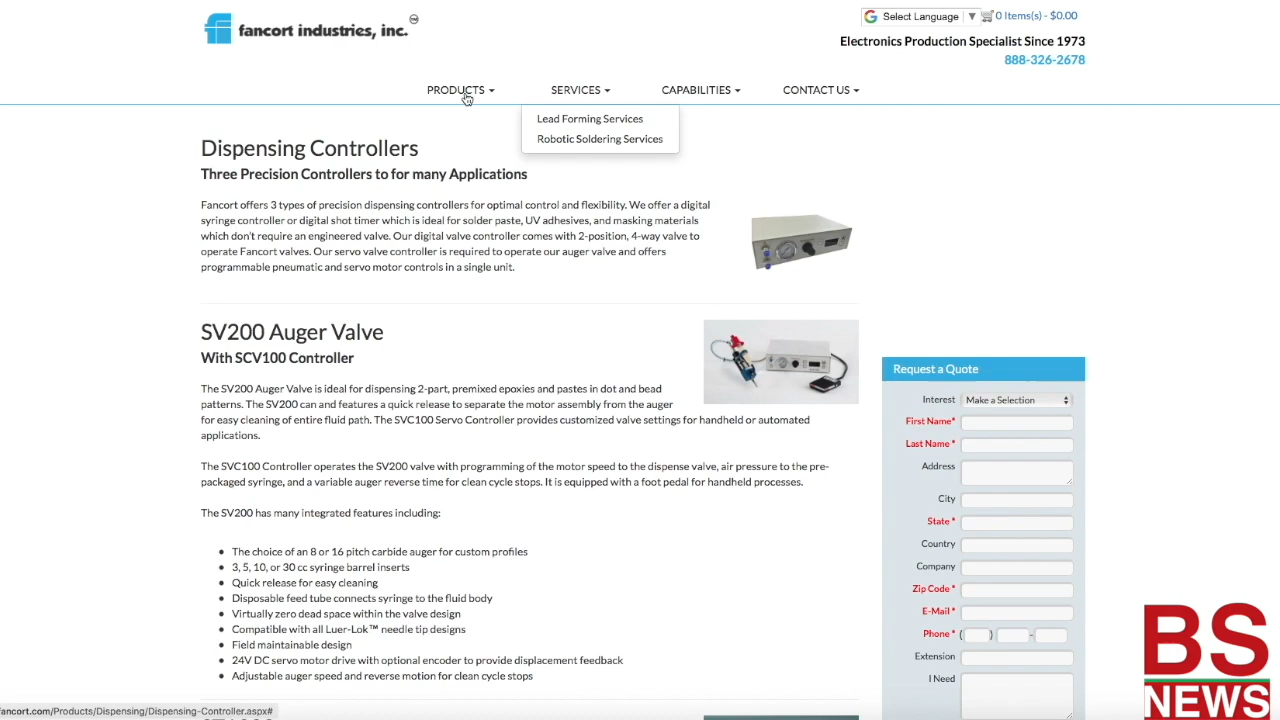 fancort industries, inc.
TM
G Select Language ▼
0 Items(s) - $0.00
Electronics Production Specialist Since 1973
888-326-2678
PRODUCTS
SERVICES
CAPABILITIES
CONTACT US
Lead Forming Services
Robotic Soldering Services
Dispensing Controllers
Three Precision Controllers to for many Applications
Fancort offers 3 types of precision dispensing controllers for optimal control and flexibility. We offer a digital
syringe controller or digital shot timer which is ideal for solder paste, UV adhesives, and masking materials
which don't require an engineered valve. Our digital valve controller comes with 2-position, 4-way valve to
operate Fancort valves. Our servo valve controller is required to operate our auger valve and offers
programmable pneumatic and servo motor controls in a single unit.
SV200 Auger Valve
With SCV100 Controller
The SV200 Auger Valve is ideal for dispensing 2-part, premixed epoxies and pastes in dot and bead
patterns. The SV200 can and features a quick release to separate the motor assembly from the auger
for easy cleaning of entire fluid path. The SVC100 Servo Controller provides customized valve settings for handheld or automated
applications.
The SVC100 Controller operates the SV200 valve with programming of the motor speed to the dispense valve, air pressure to the pre-
packaged syringe, and a variable auger reverse time for clean cycle stops. It is equipped with a foot pedal for handheld processes.
The SV200 has many integrated features including:
The choice of an 8 or 16 pitch carbide auger for custom profiles
3, 5, 10, or 30 cc syringe barrel inserts
Quick release for easy cleaning
Disposable feed tube connects syringe to the fluid body
Virtually zero dead space within the valve design
Compatible with all Luer-Lok™ needle tip designs
Field maintainable design
24V DC servo motor drive with optional encoder to provide displacement feedback
Adjustable auger speed and reverse motion for clean cycle stops
Request a Quote
Interest Make a Selection
First Name*
Last Name *
Address
City
State *
Country
Company
Zip Code *
E-Mail *
Phone * ( ) -
Extension
I Need
fancort.com/Products/Dispensing/Dispensing-Controller.aspx#
BS
NEWS